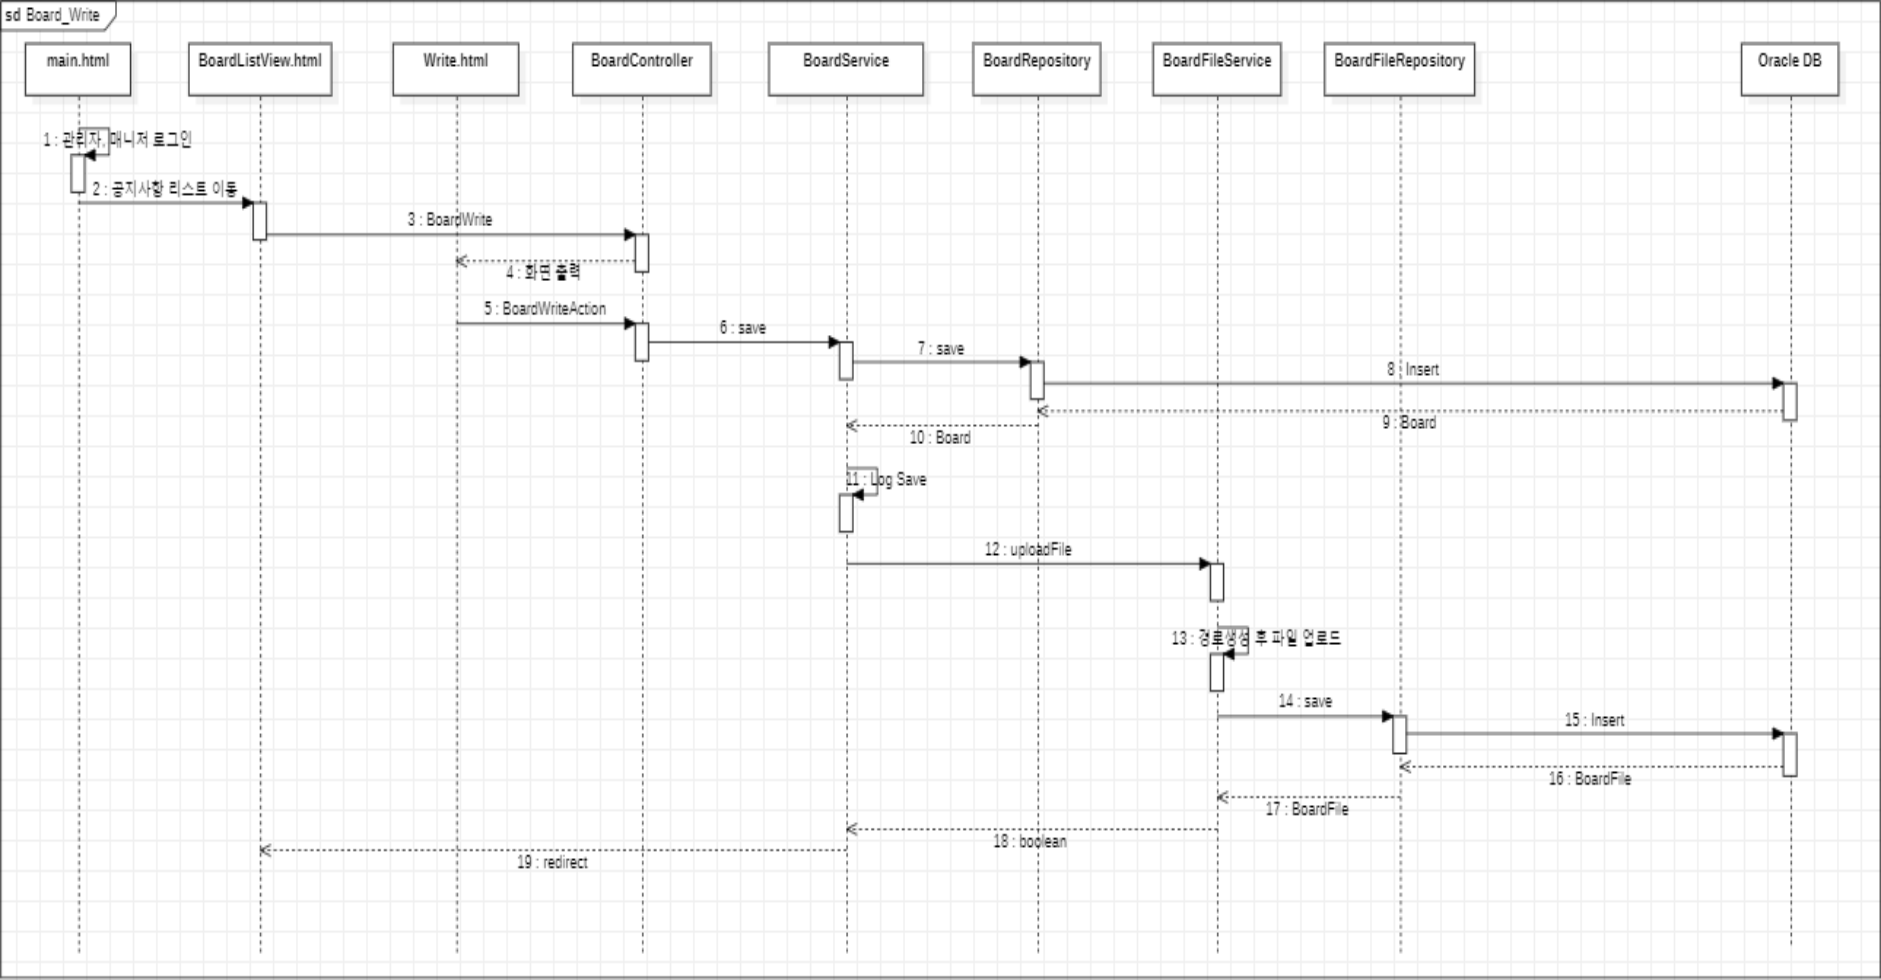 sd Board_Write
main.html
BoardListView.html
Write.html
BoardController
BoardService
BoardRepository
BoardFileService
BoardFileRepository
Oracle DB
1 : 관리자, 매니저 로그인
2 : 공지사항 리스트 이동
3 : BoardWrite
4 : 화면 출력
5 : BoardWriteAction
6 : save
7 : save
8 : Insert
9 : Board
10 : Board
11 : Log Save
12 : uploadFile
13 : 경로생성 후 파일 업로드
14 : save
15 : Insert
16 : BoardFile
17 : BoardFile
18 : boolean
19 : redirect